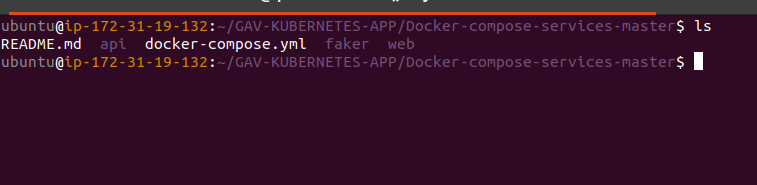 ubuntu@ip-172-31-19-132:~/GAV-KUBERNETES-APP/Docker-compose-services-master$ ls
README.md api docker-compose.yml faker web
ubuntu@ip-172-31-19-132:~/GAV-KUBERNETES-APP/Docker-compose-services-master$